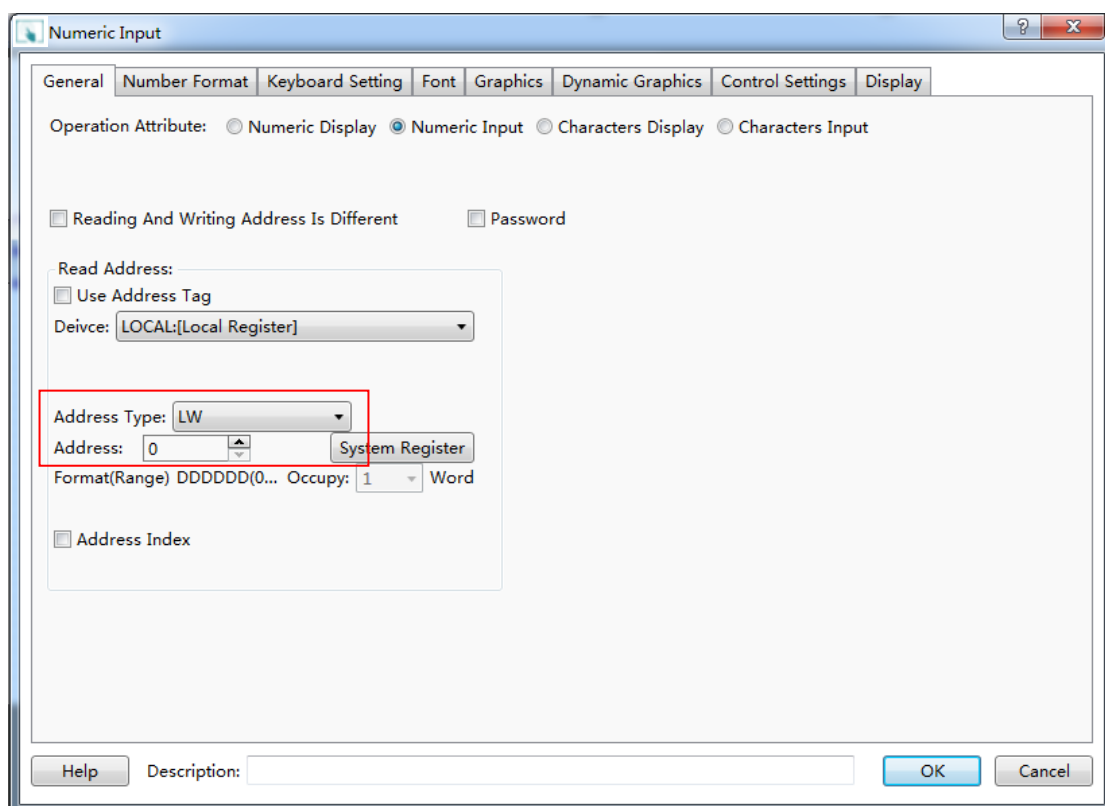 Numeric Input
General Number Format Keyboard Setting Font Graphics Dynamic Graphics Control Settings Display
Operation Attribute: Numeric Display Numeric Input Characters Display Characters Input
Reading And Writing Address Is Different Password
Read Address:
Use Address Tag
Deivce: LOCAL:[Local Register]
Address Type: LW
Address: 0 System Register
Format(Range) DDDDDD(0... Occupy: 1 Word
Address Index
Help Description: OK Cancel